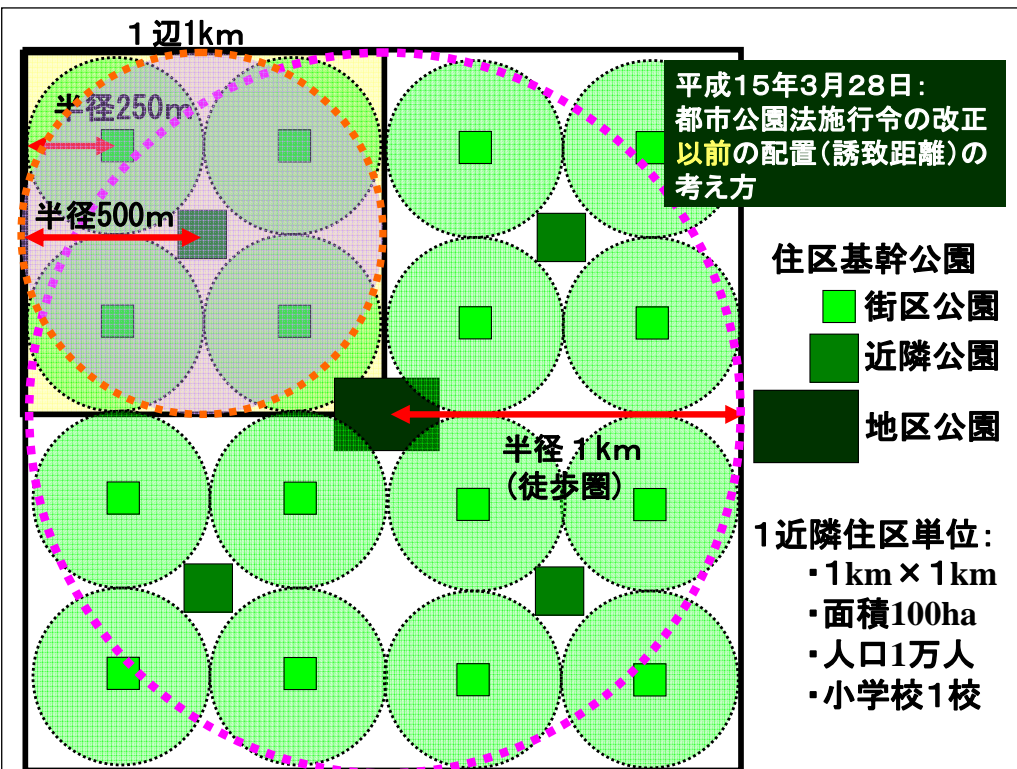 1辺1km
半径250m
半径500m
平成15年3月28日:
都市公園法施行令の改正
以前の配置(誘致距離)の
考え方
住区基幹公園
街区公園
近隣公園
地区公園
半径1km
(徒歩圏)
1近隣住区単位:
・1km×1km
・面積100ha
・人口1万人
・小学校1校